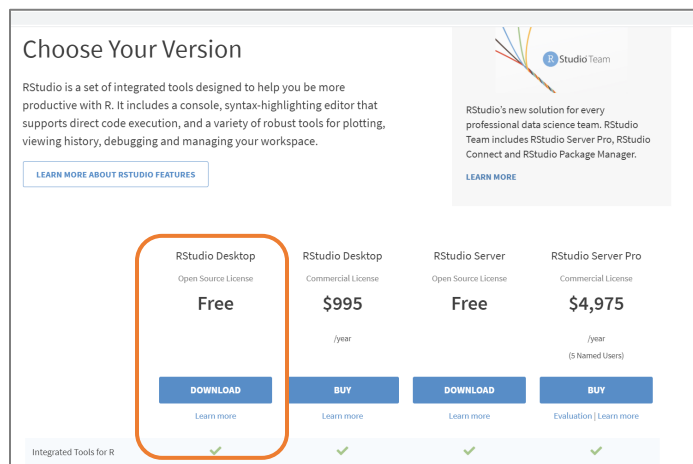 Choose Your Version
RStudio is a set of integrated tools designed to help you be more
productive with R. It includes a console, syntax-highlighting editor that
supports direct code execution, and a variety of robust tools for plotting,
viewing history, debugging and managing your workspace.
LEARN MORE ABOUT RSTUDIO FEATURES
R Studio Team
RStudio's new solution for every
professional data science team. RStudio
Team includes RStudio Server Pro, RStudio
Connect and RStudio Package Manager.
LEARN MORE
RStudio Desktop RStudio Desktop RStudio Server RStudio Server Pro
Open Source License Commercial License Open Source License Commercial License
Free $995 Free $4,975
/year /year
(5 Named Users)
DOWNLOAD BUY DOWNLOAD BUY
Learn more Learn more Learn more Evaluation | Learn more
Integrated Tools for R